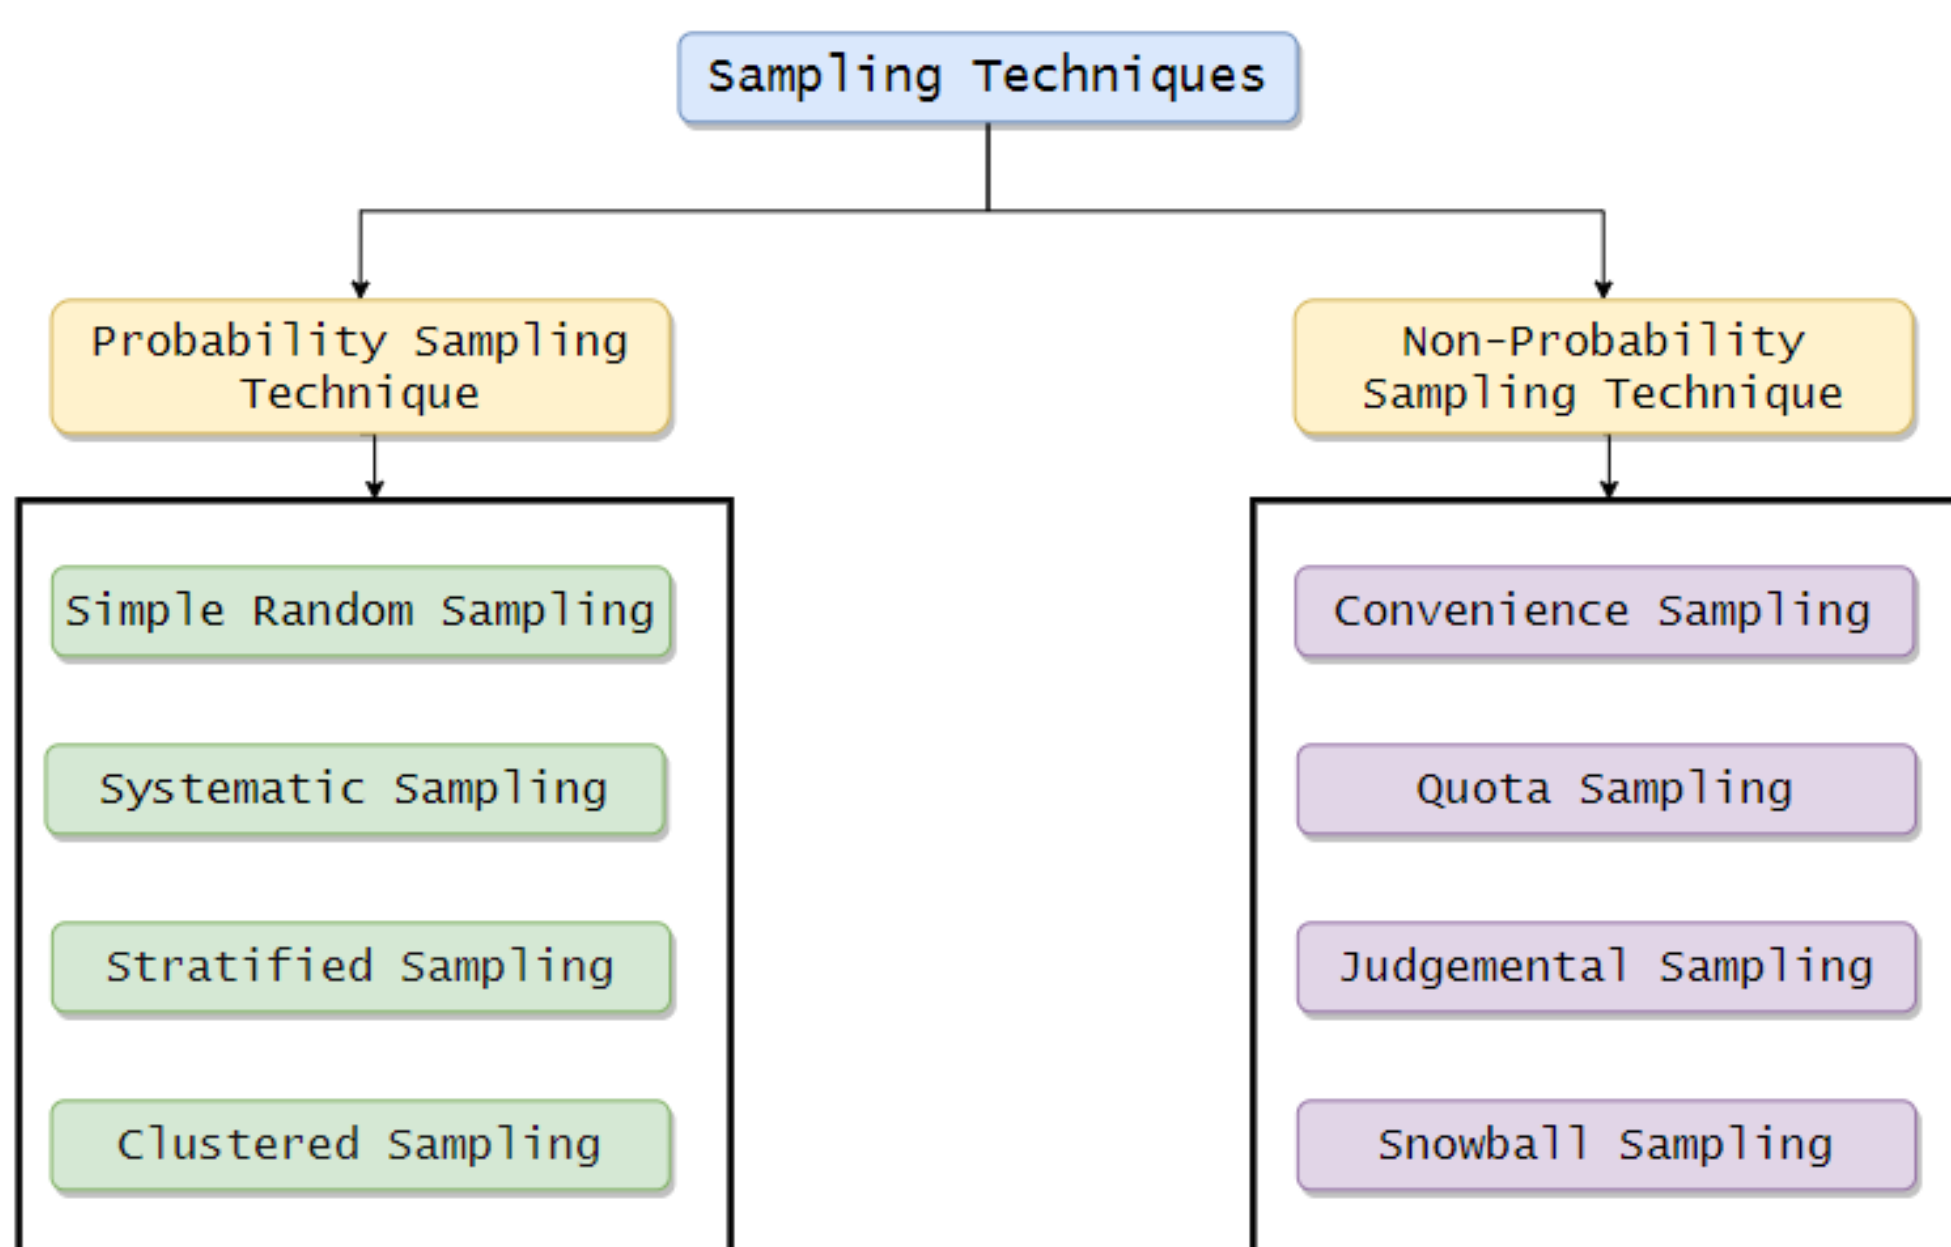 Sampling Techniques
Probability Sampling
Technique
Non-Probability
Sampling Technique
Simple Random Sampling
Systematic Sampling
Stratified Sampling
Clustered Sampling
Convenience Sampling
Quota Sampling
Judgemental Sampling
Snowball Sampling